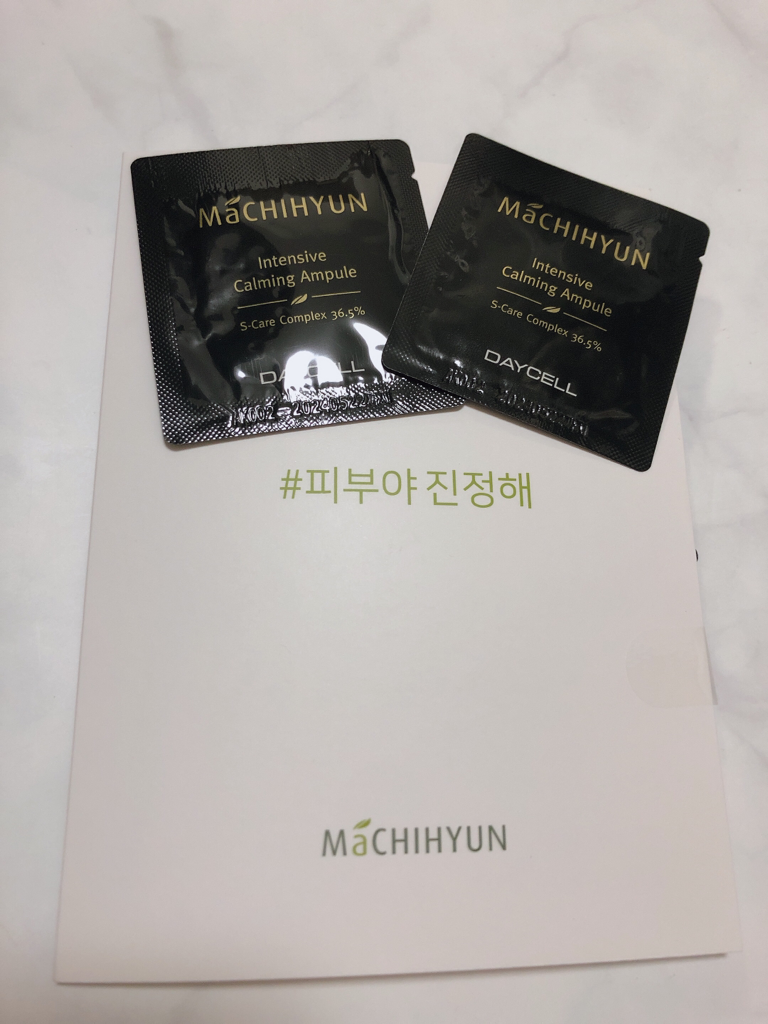 MaCHIHYUN
Intensive
Calming Ampule
S-Care Complex 36.5%
DAYCELL
MaCHIHYUN
Intensive
Calming Ampule
S-Care Complex 36.5%
DAYCELL
#피부야 진정해
MaCHIHYUN